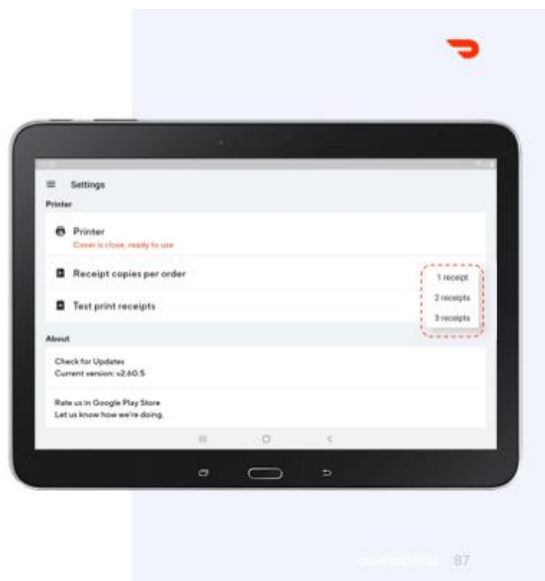 Settings
Printer
Printer
Cover is close, ready to use
Receipt copies per order
1 receipt
2 receipts
3 receipts
Test print receipts
About
Check for Updates
Current version: v2.60.5
Rate us in Google Play Store
Let us know how we're doing.
CONFIDENTIAL 87